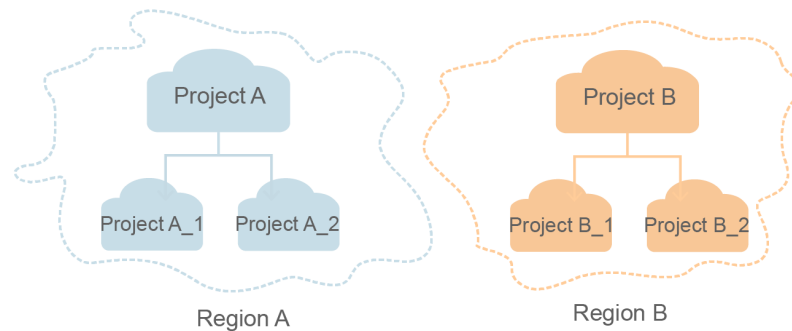 Project A
Project B
Project A_1
Project A_2
Project B_1
Project B_2
Region A
Region B